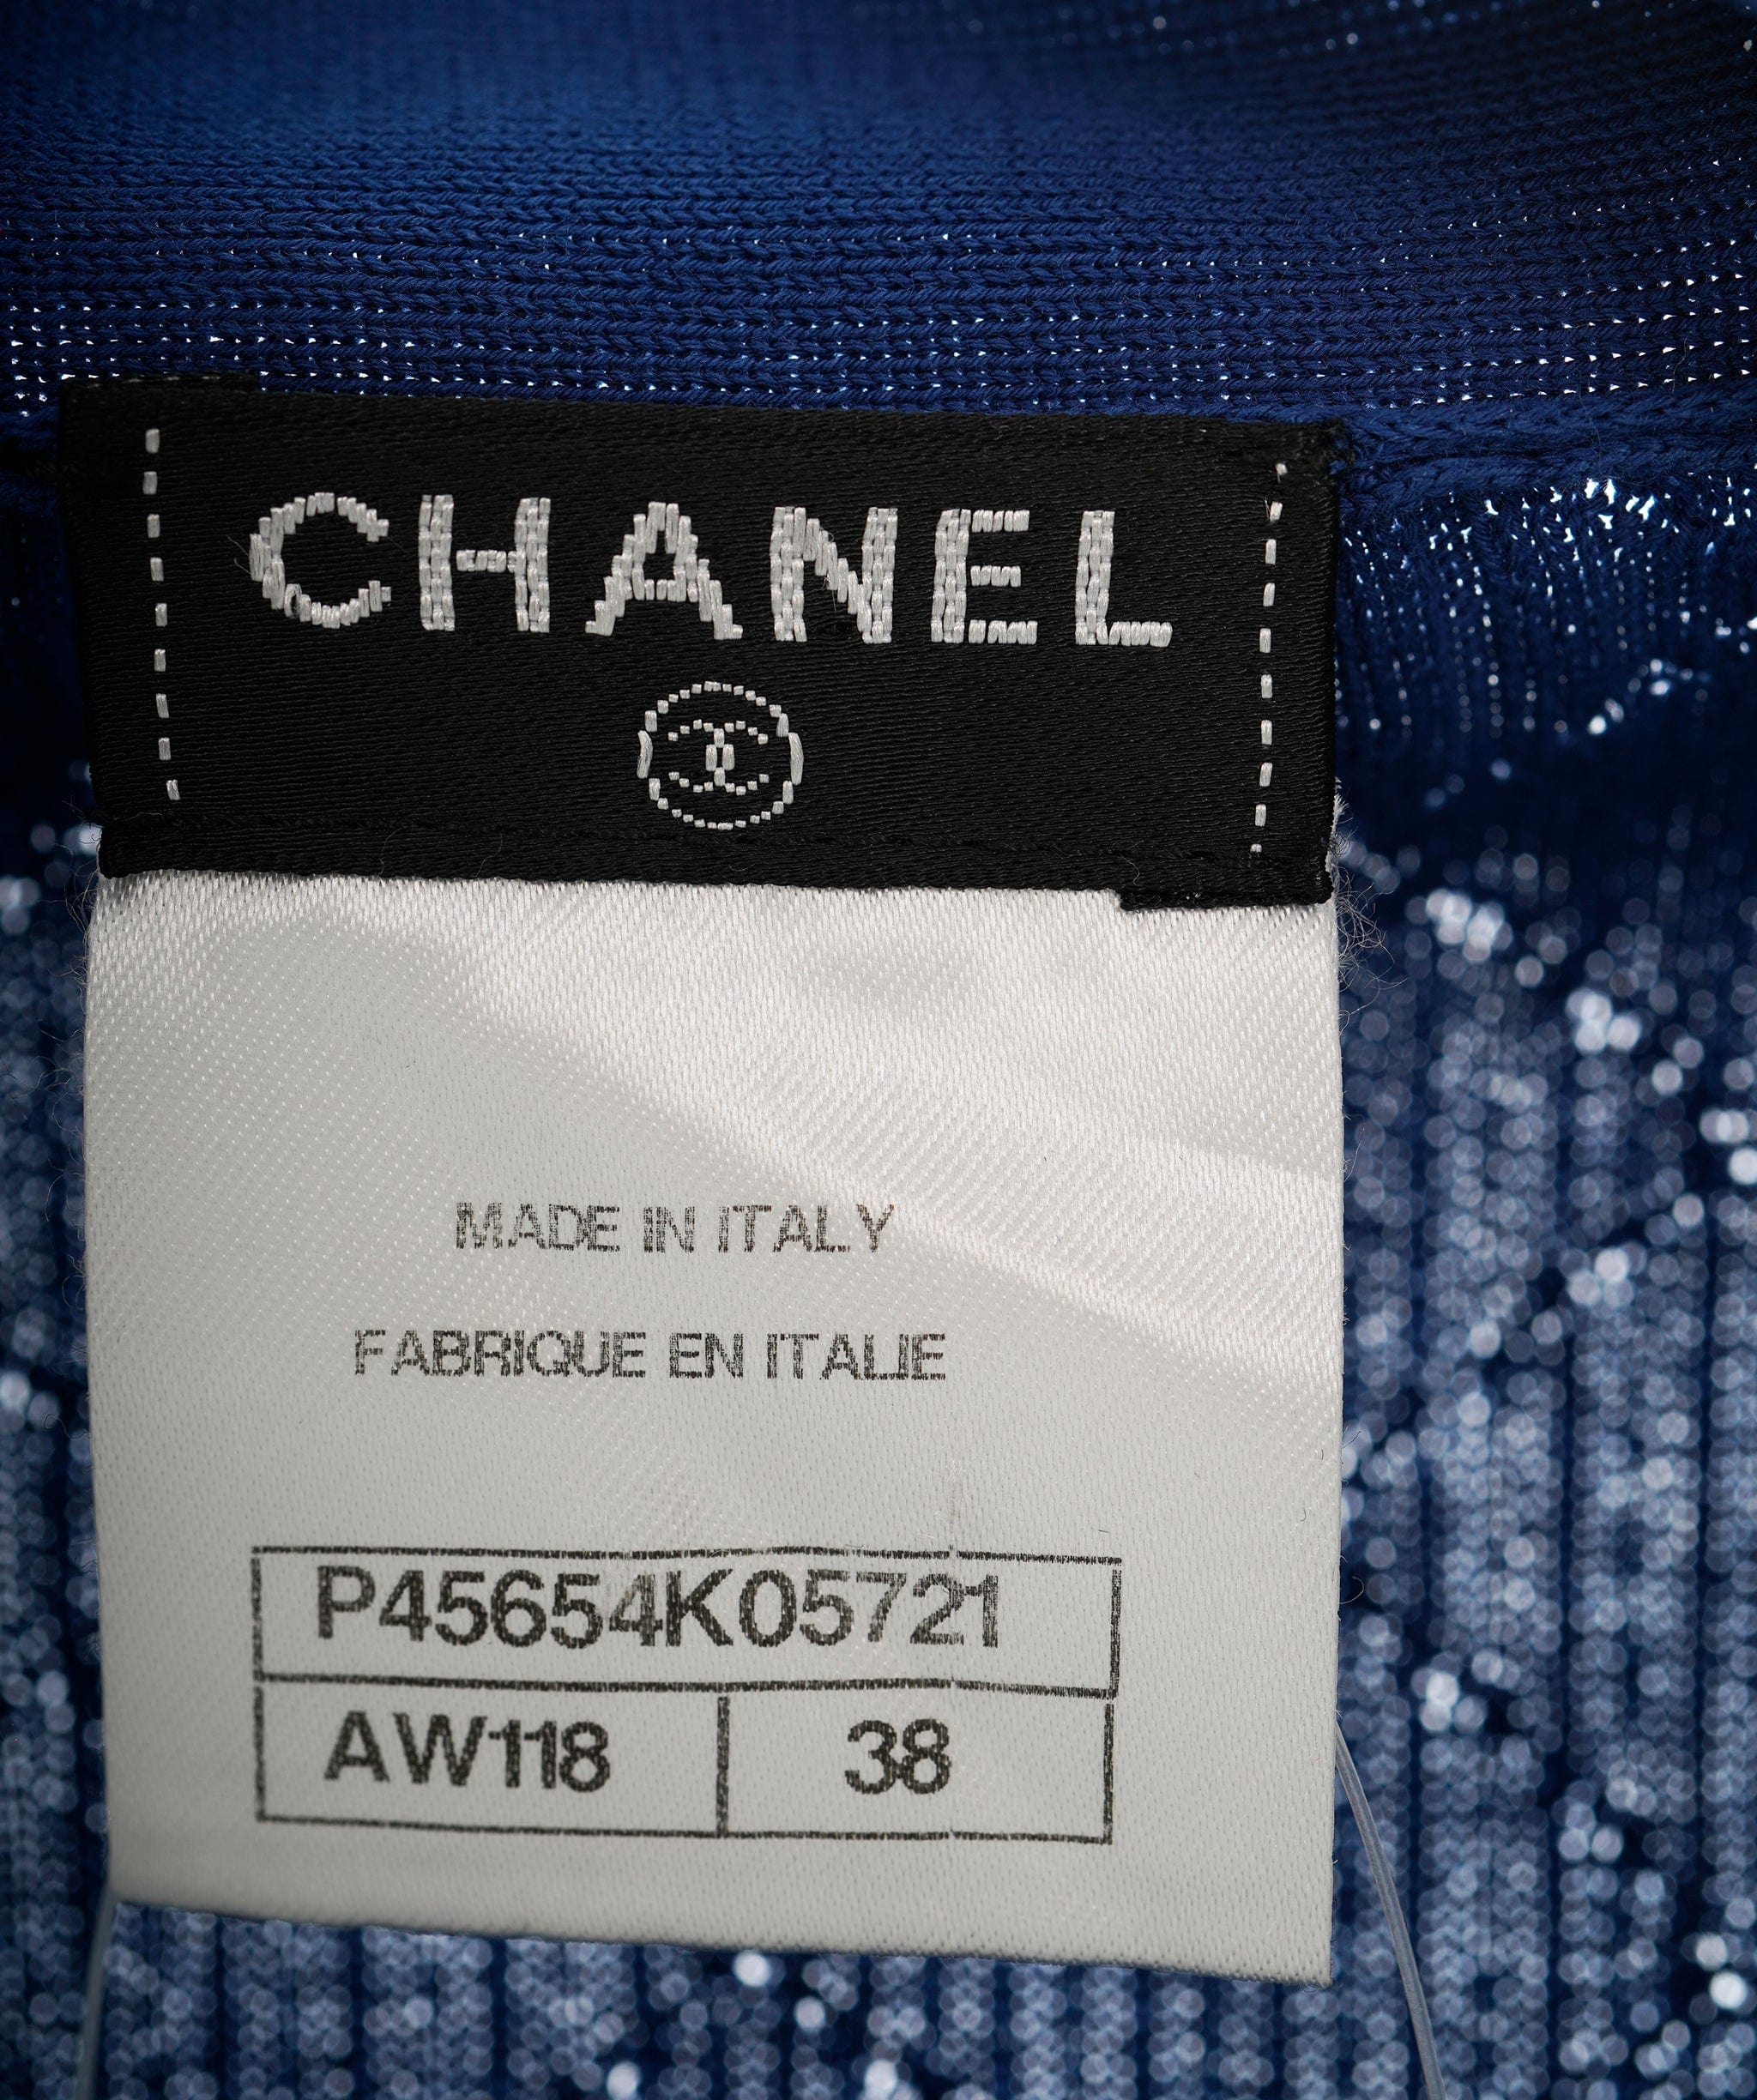 CHANEL
MADE IN ITALY
FABRIQUE EN ITALIE
P45654K05721
AW118 38